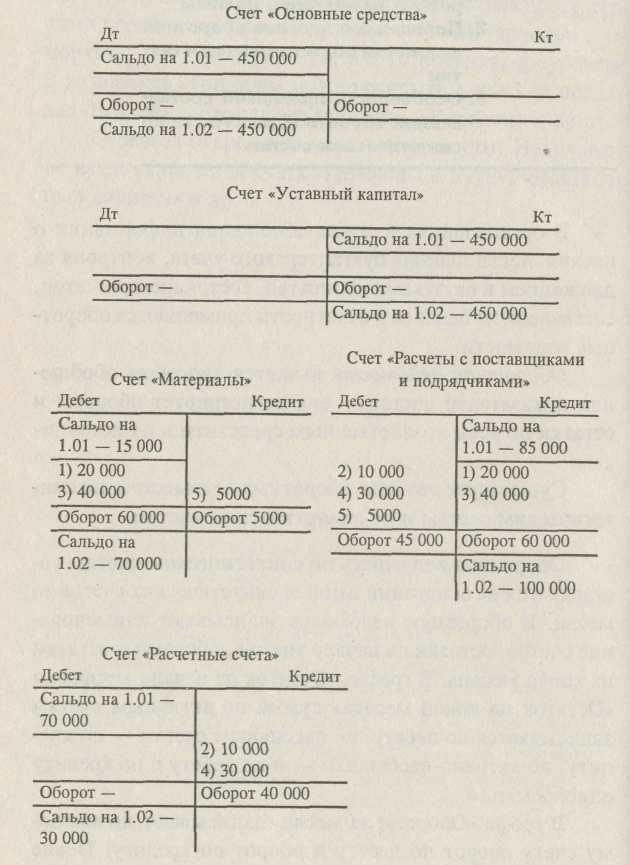 Счет «Основные средства»
Дт
Кт
Сальдо на 1.01 — 450 000
Оборот —
Оборот —
Сальдо на 1.02 — 450 000
Счет «Уставный капитал»
Дт
Кт
Сальдо на 1.01 — 450 000
Оборот —
Оборот —
Сальдо на 1.02 — 450 000
Счет «Материалы»
Дебет
Кредит
Сальдо на
1.01 — 15 000
1) 20 000
3) 40 000
5) 5000
Оборот 60 000
Оборот 5000
Сальдо на
1.02 — 70 000
Счет «Расчеты с поставщиками
и подрядчиками»
Дебет
Кредит
Сальдо на
1.01 — 85 000
2) 10 000
1) 20 000
4) 30 000
3) 40 000
5) 5000
Оборот 45 000
Оборот 60 000
Сальдо на
1.02 — 100 000
Счет «Расчетные счета»
Дебет
Кредит
Сальдо на 1.01 —
70 000
2) 10 000
4) 30 000
Оборот —
Оборот 40 000
Сальдо на 1.02 —
30 000